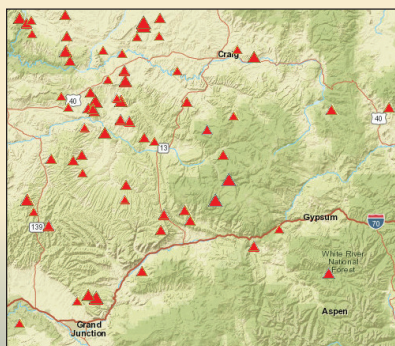 Craig
40
40
13
Gypsum
70
139
White River
National
Forest
Aspen
Grand
Junction